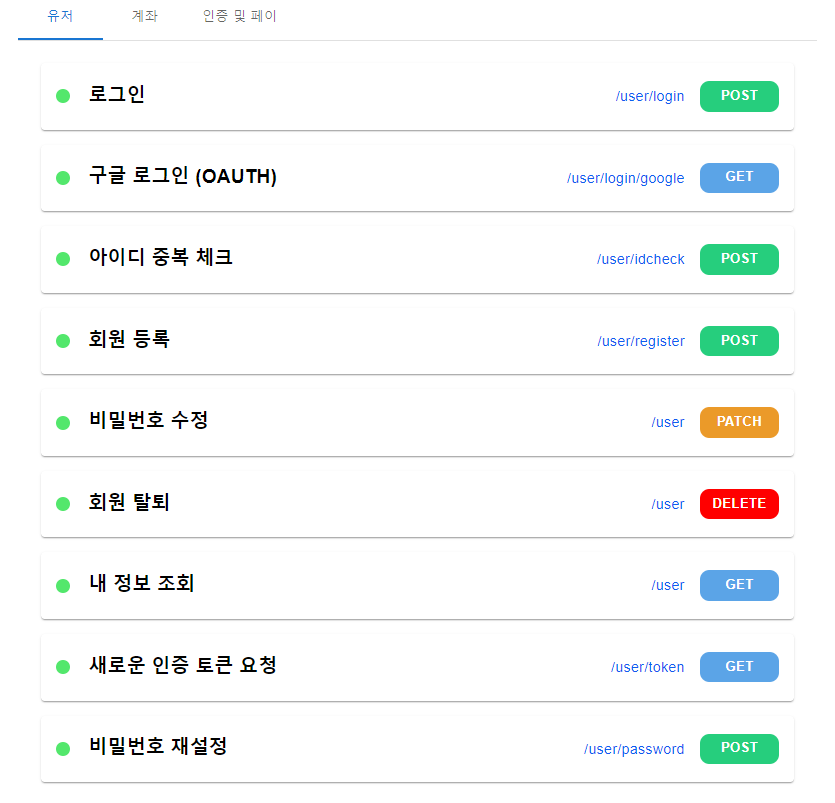 유저 계좌 인증 및 페이
로그인 /user/login POST
구글 로그인 (OAUTH) /user/login/google GET
아이디 중복 체크 /user/idcheck POST
회원 등록 /user/register POST
비밀번호 수정 /user PATCH
회원 탈퇴 /user DELETE
내 정보 조회 /user GET
새로운 인증 토큰 요청 /user/token GET
비밀번호 재설정 /user/password POST